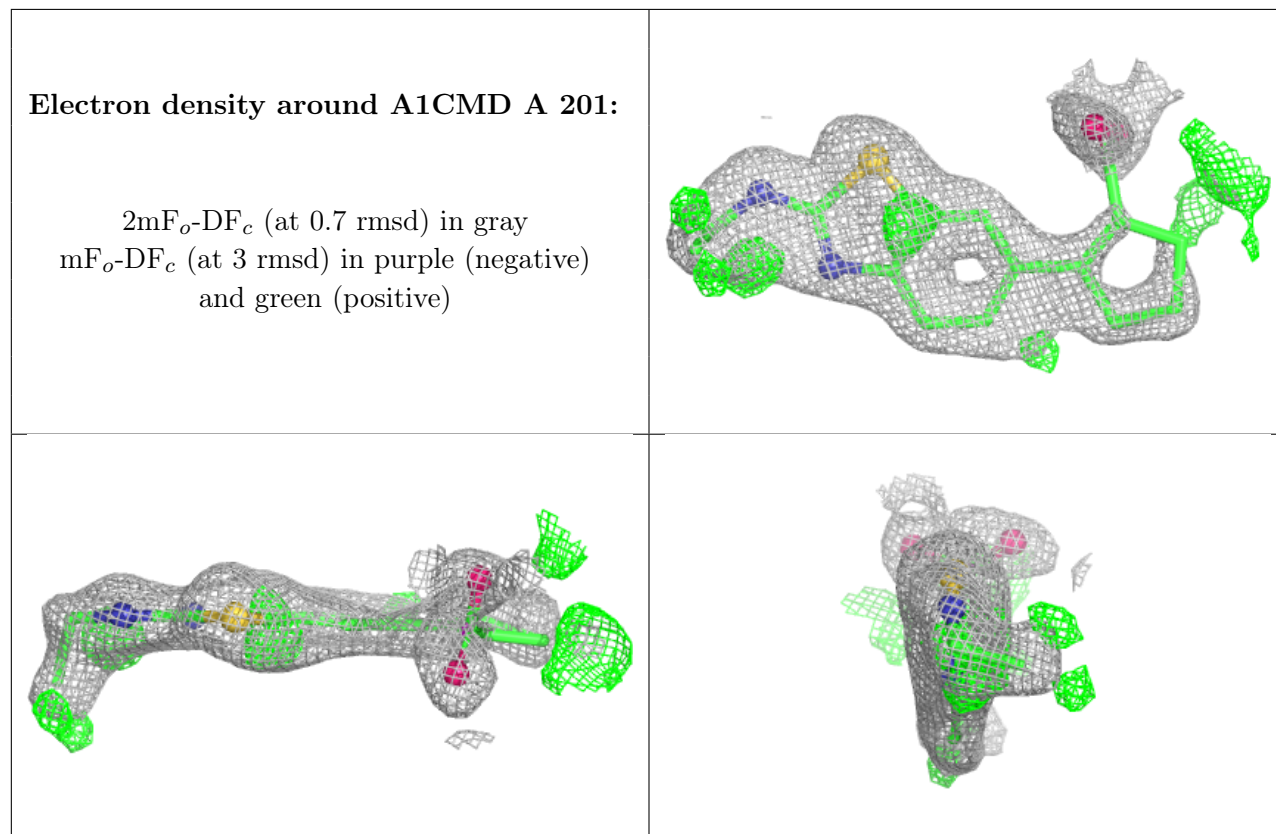 Electron density around A1CMD A 201:
2mFo-DFc (at 0.7 rmsd) in gray
mFo-DFc (at 3 rmsd) in purple (negative)
and green (positive)